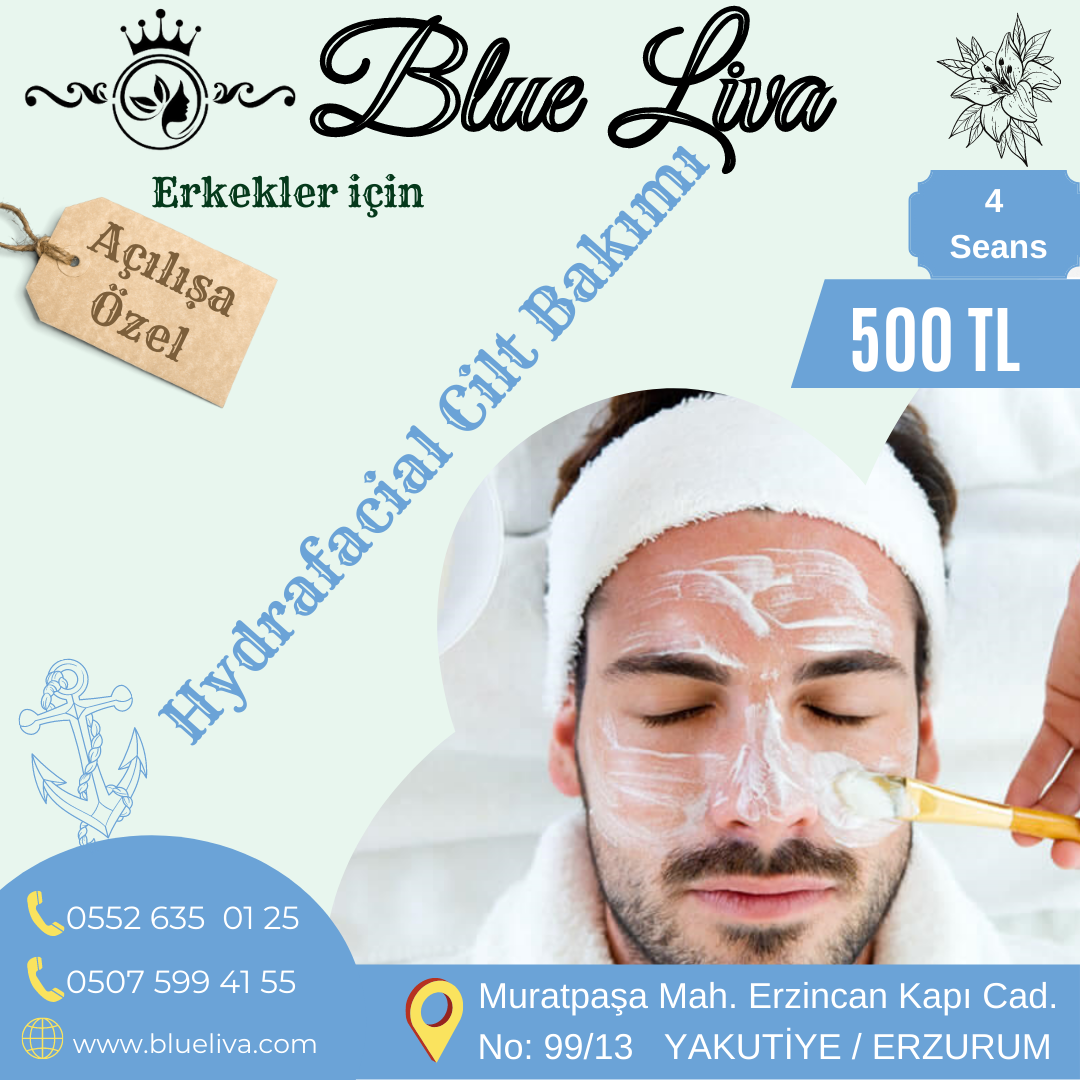 Blue Liva
Erkekler için
Açılışa
Özel
4
Seans
500 TL
Hydrafacial Cilt Bakımı
0552 635 01 25
0507 599 41 55
www.blueliva.com
Muratpaşa Mah. Erzincan Kapı Cad.
No: 99/13 YAKUTİYE / ERZURUM